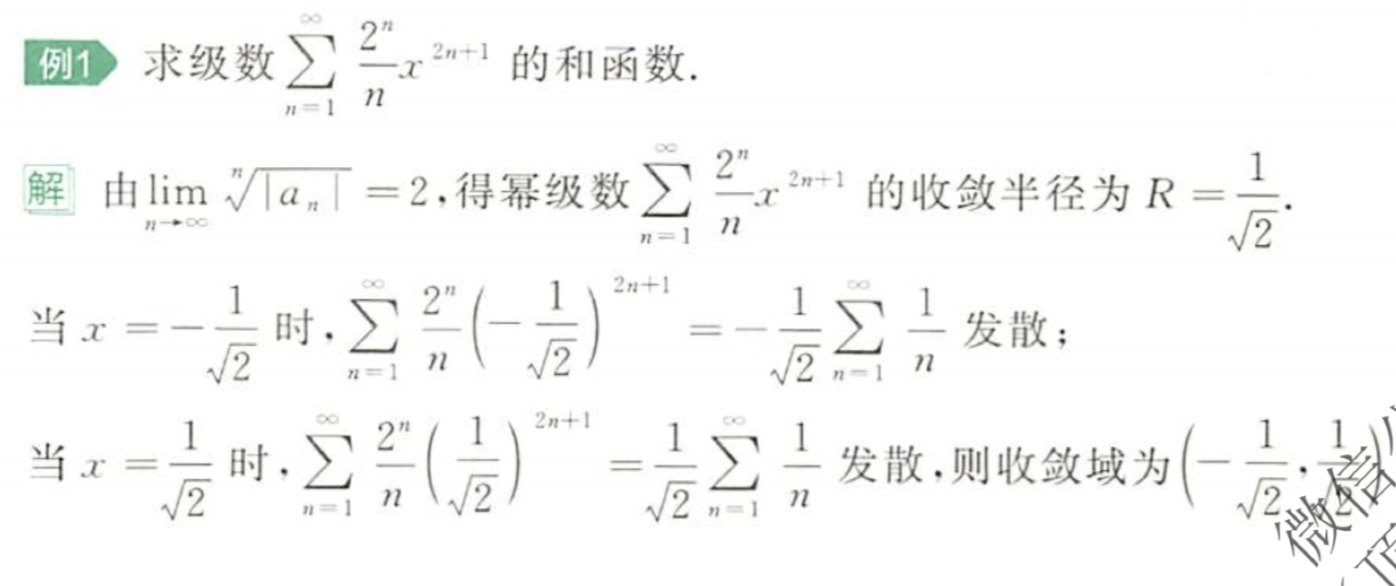 例1 求级数$\sum_{n=1}^{\infty}\frac{2^n}{n}x^{2n+1}$的和函数.
解 由$\lim_{n\to\infty}\sqrt[n]{|a_n|}=2$,得幂级数$\sum_{n=1}^{\infty}\frac{2^n}{n}x^{2n+1}$的收敛半径为$R=\frac{1}{\sqrt{2}}$.
当$x=-\frac{1}{\sqrt{2}}$时,$\sum_{n=1}^{\infty}\frac{2^n}{n}\left(-\frac{1}{\sqrt{2}}\right)^{2n+1}=-\frac{1}{\sqrt{2}}\sum_{n=1}^{\infty}\frac{1}{n}$发散;
当$x=\frac{1}{\sqrt{2}}$时,$\sum_{n=1}^{\infty}\frac{2^n}{n}\left(\frac{1}{\sqrt{2}}\right)^{2n+1}=\frac{1}{\sqrt{2}}\sum_{n=1}^{\infty}\frac{1}{n}$发散,则收敛域为$\left(-\frac{1}{\sqrt{2}},\frac{1}{\sqrt{2}}\right)$
微信